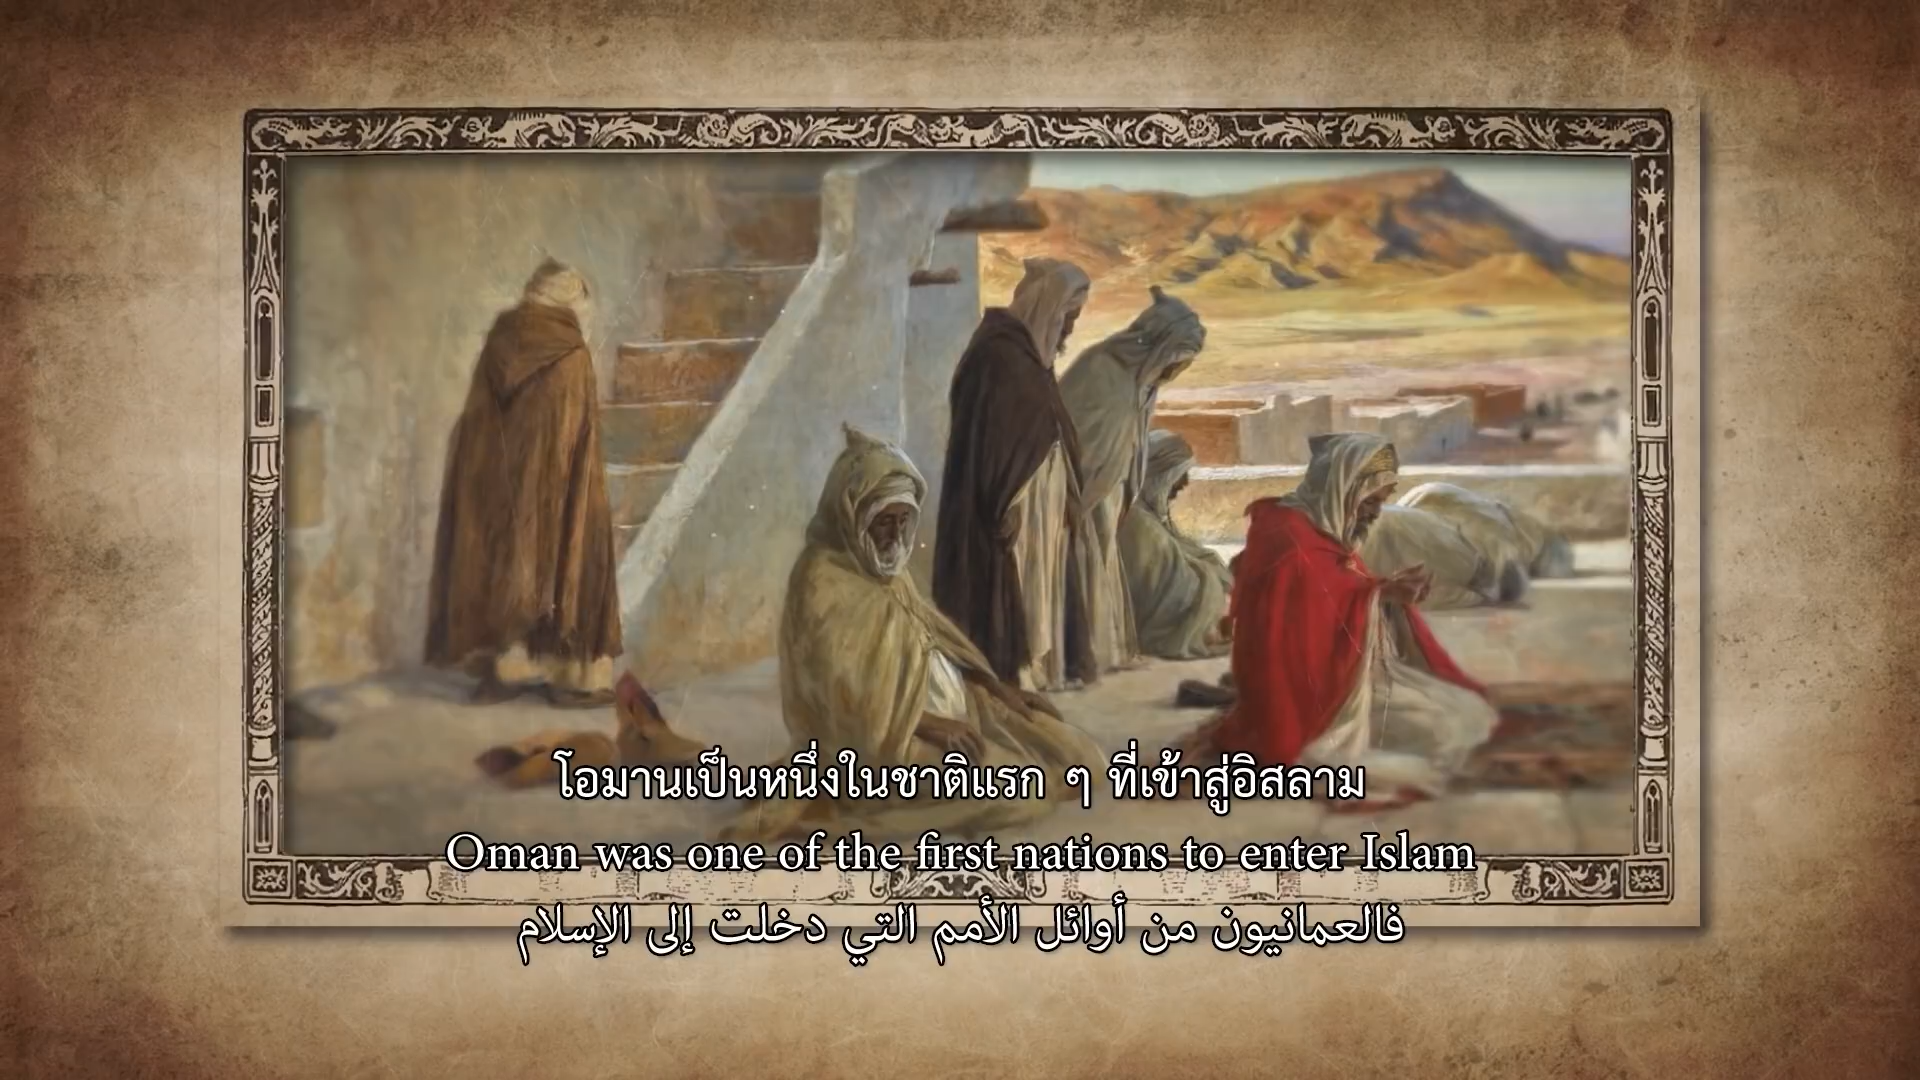 โอมานเป็นหนึ่งในชาติแรก ๆ ที่เข้าสู่อิสลาม
Oman was one of the first nations to enter Islam
فالعمانيون من أوائل الأمم التي دخلت إلى الإسلام